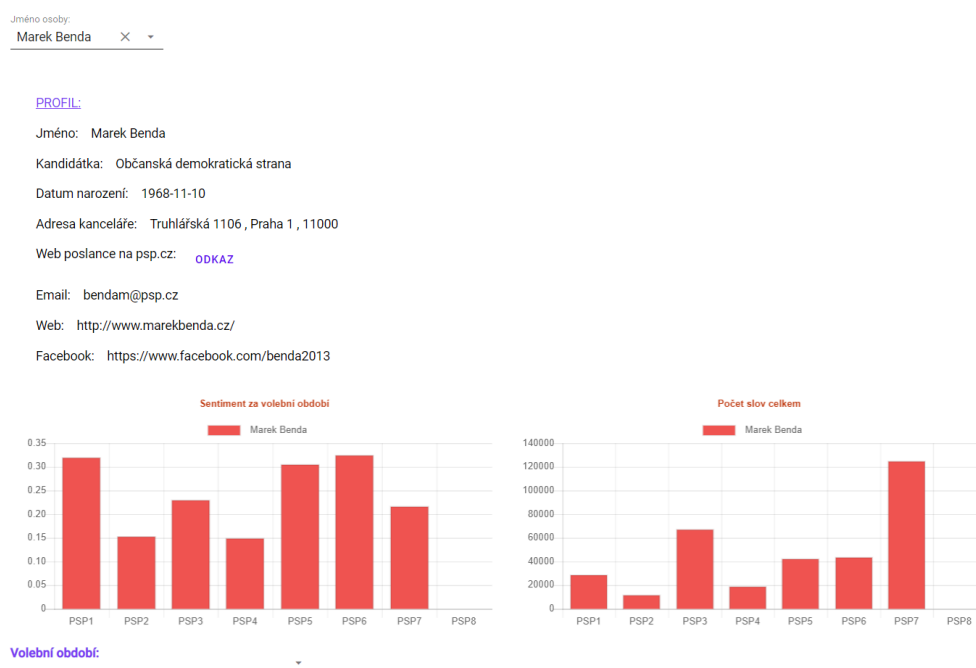 Jméno osoby:
Marek Benda
PROFIL:
Jméno: Marek Benda
Kandidátka: Občanská demokratická strana
Datum narození: 1968-11-10
Adresa kanceláře: Truhlářská 1106 , Praha 1 , 11000
Web poslance na psp.cz: ODKAZ
Email: bendam@psp.cz
Web: http://www.marekbenda.cz/
Facebook: https://www.facebook.com/benda2013
Sentiment za volební období
Marek Benda
0.35
0.30
0.25
0.20
0.15
0.10
0.05
0
PSP1 PSP2 PSP3 PSP4 PSP5 PSP6 PSP7 PSP8
Počet slov celkem
Marek Benda
140000
120000
100000
80000
60000
40000
20000
0
PSP1 PSP2 PSP3 PSP4 PSP5 PSP6 PSP7 PSP8
Volební období: